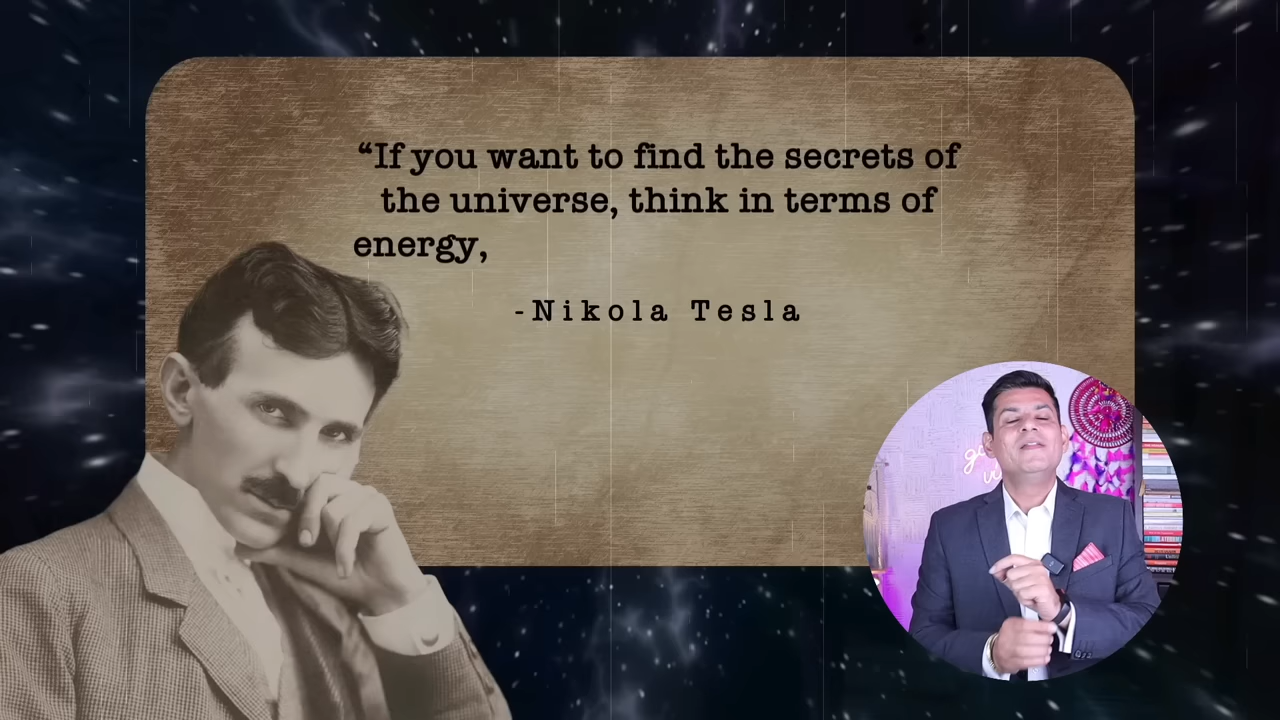 “If you want to find the secrets of
the universe, think in terms of
energy,
-Nikola Tesla